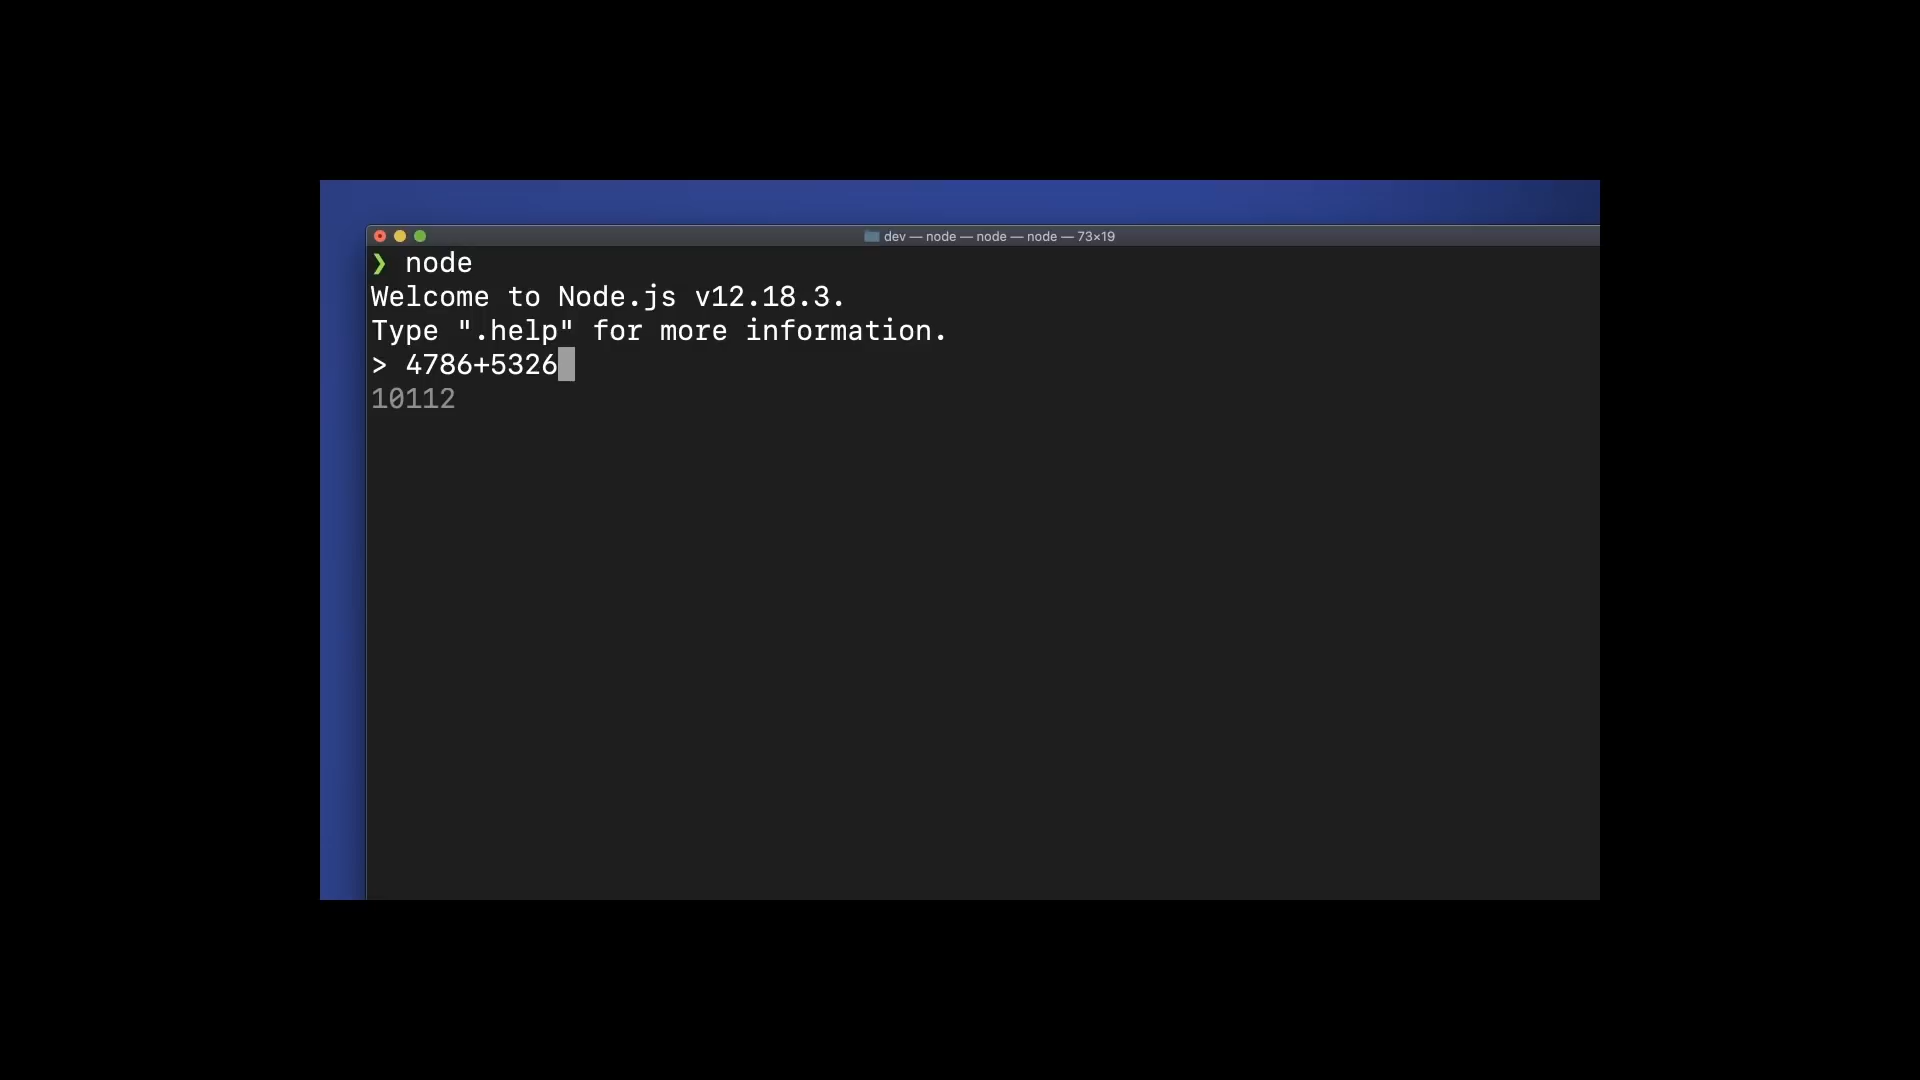 dev — node — node — node — 73×19
❯ node
Welcome to Node.js v12.18.3.
Type ".help" for more information.
> 4786+5326
10112